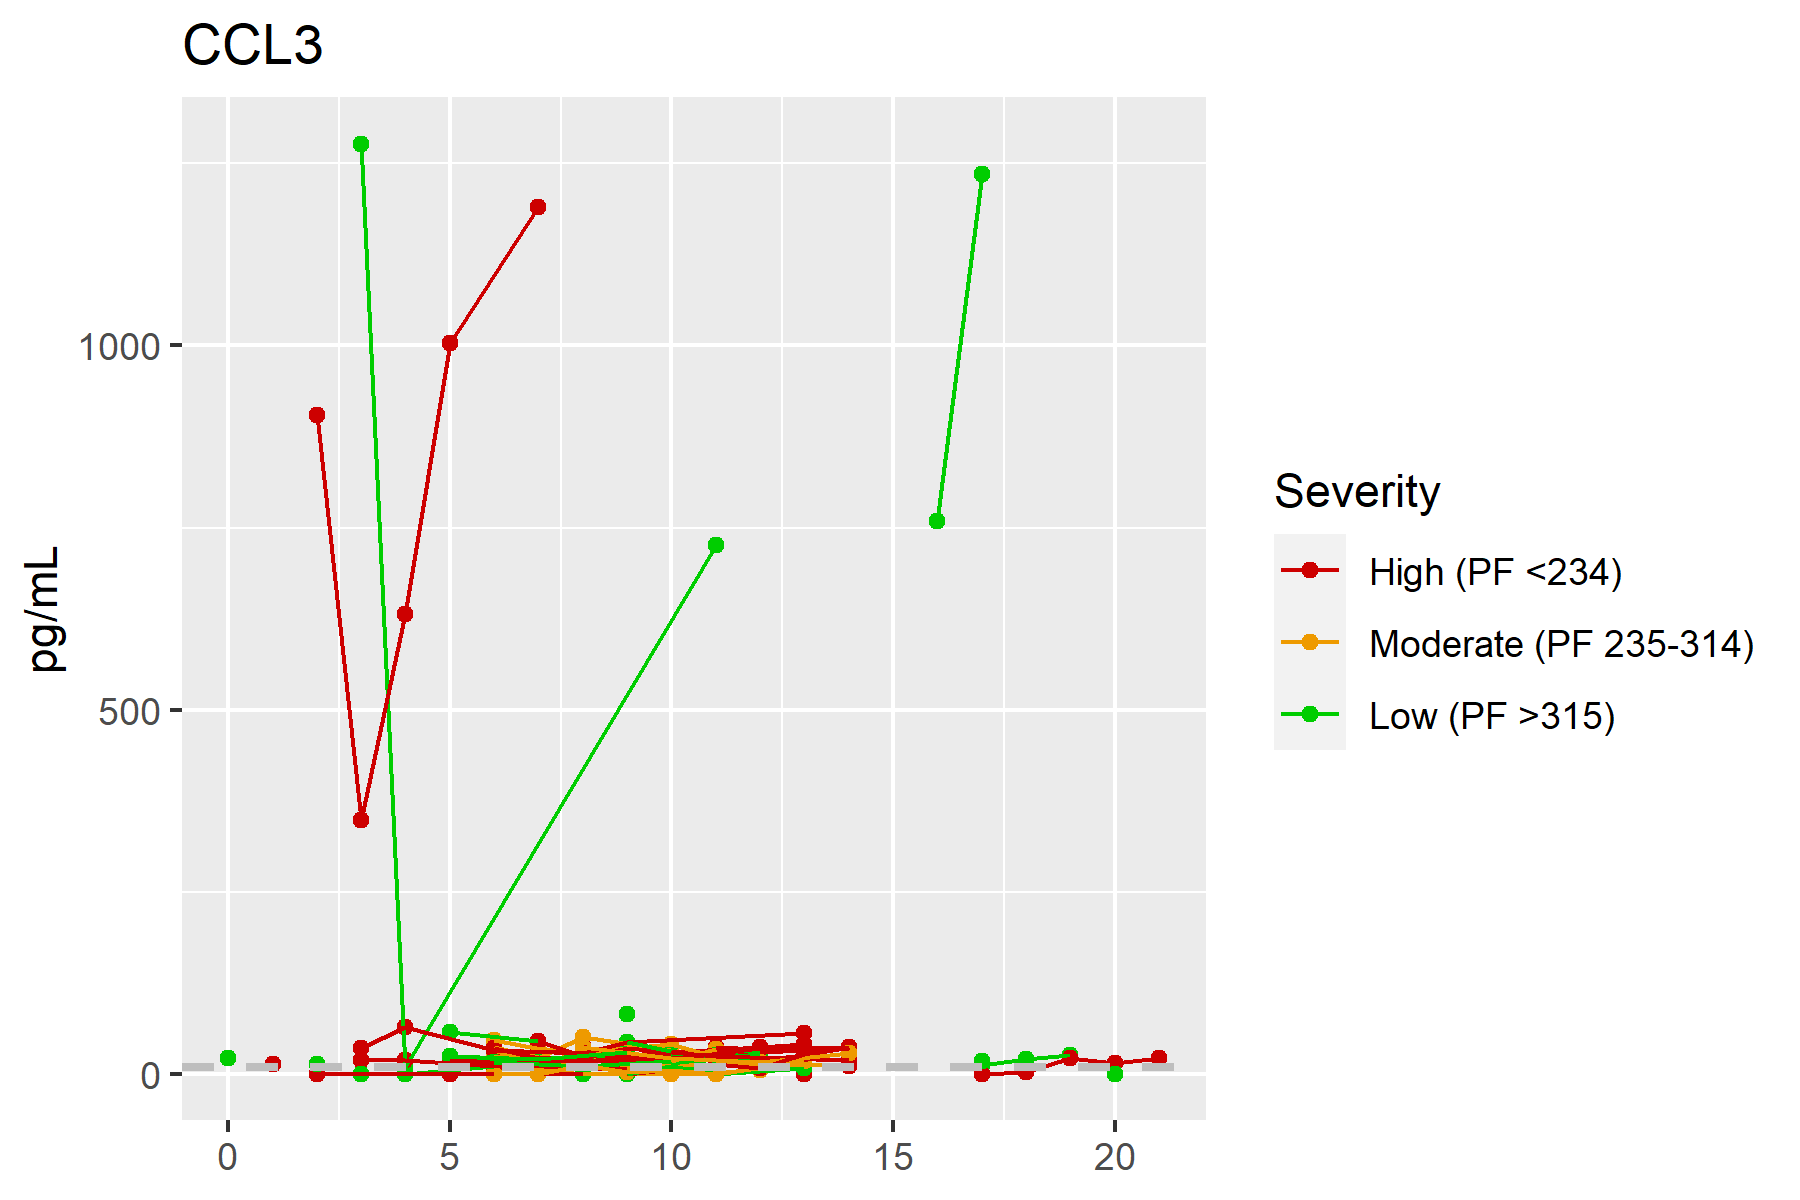 CCL3
1000
500
0
pg/mL
0 5 10 15 20
Severity
High (PF <234)
Moderate (PF 235-314)
Low (PF >315)